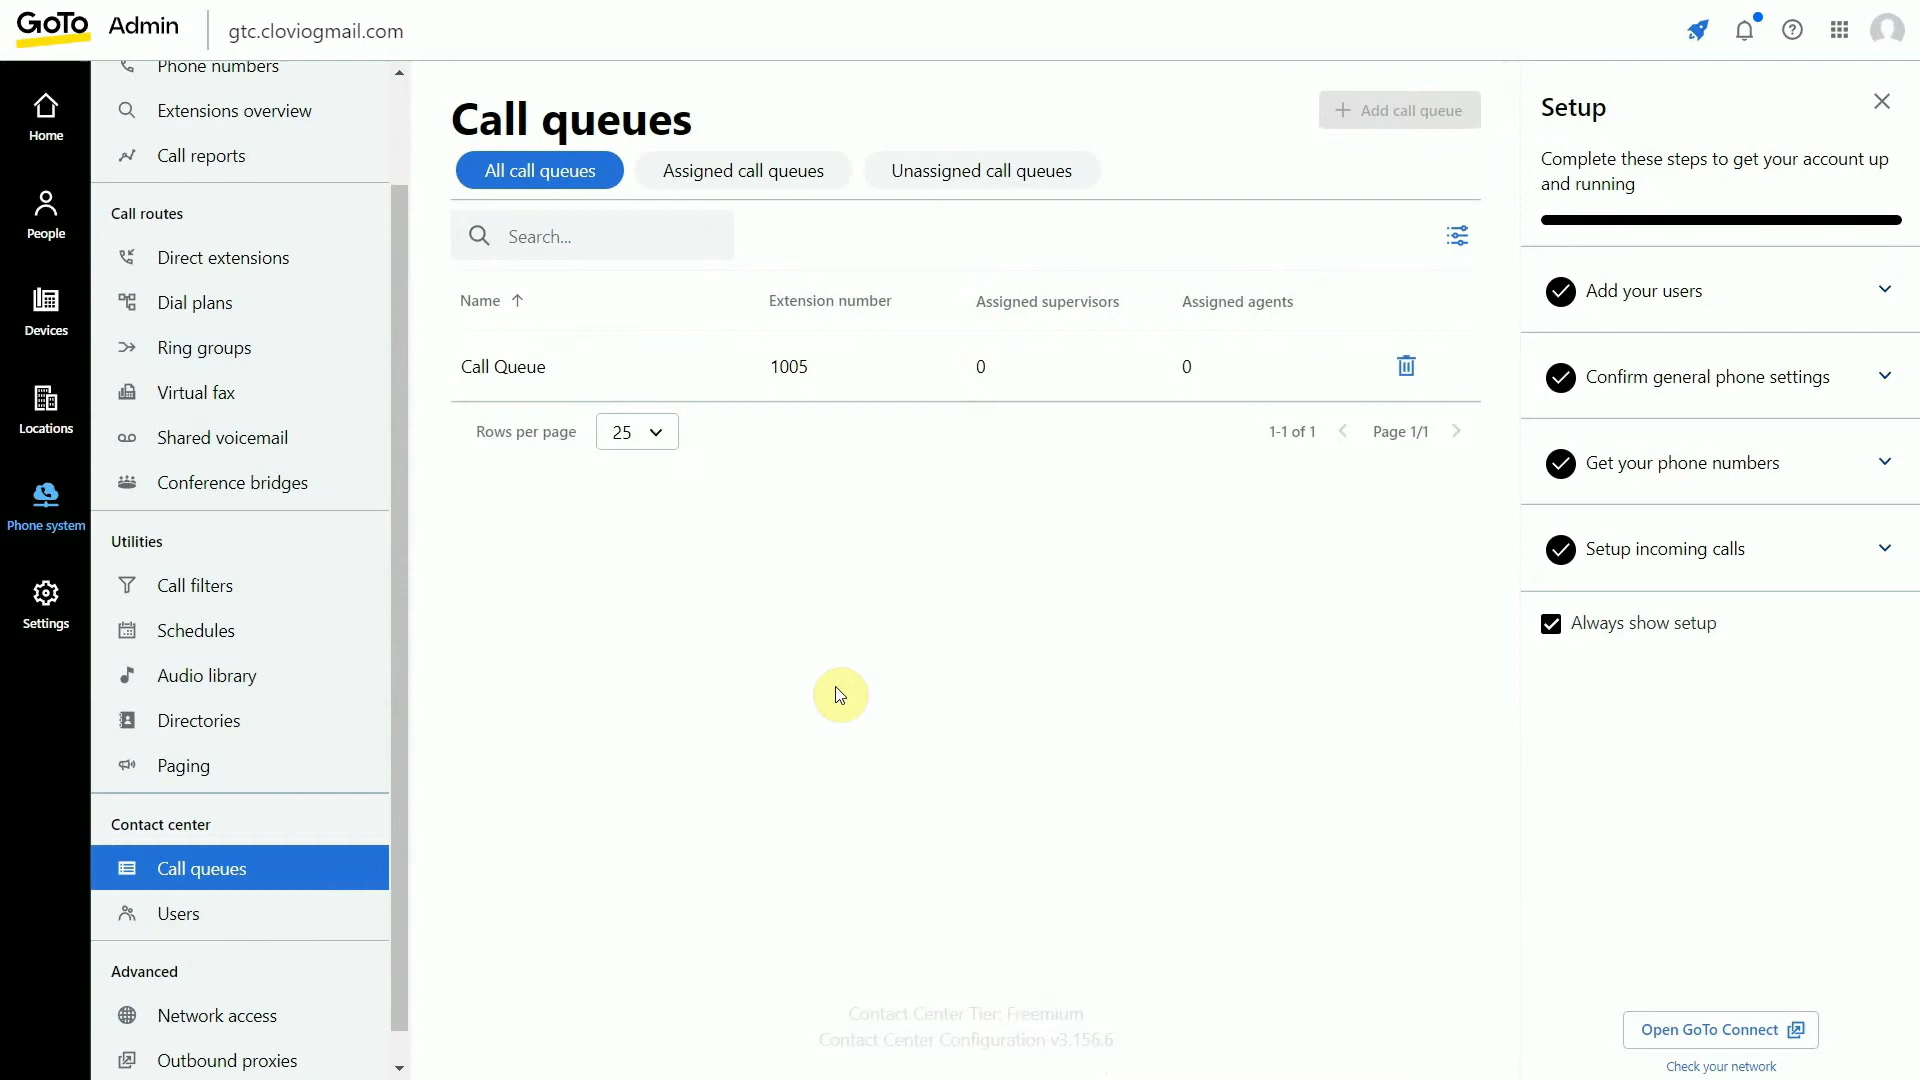 GoTo Admin gtc.cloviogmail.com
Home
People
Devices
Locations
Phone system
Settings
Phone numbers
Extensions overview
Call reports
Call routes
Direct extensions
Dial plans
Ring groups
Virtual fax
Shared voicemail
Conference bridges
Utilities
Call filters
Schedules
Audio library
Directories
Paging
Contact center
Call queues
Users
Advanced
Network access
Outbound proxies
Call queues
Add call queue
All call queues Assigned call queues Unassigned call queues
Search...
Name Extension number Assigned supervisors Assigned agents
Call Queue 1005 0 0
Rows per page 25 1-1 of 1 Page 1/1
Contact Center Tier: Freemium
Contact Center Configuration v3.156.6
Setup
Complete these steps to get your account up
and running
Add your users
Confirm general phone settings
Get your phone numbers
Setup incoming calls
Always show setup
Open GoTo Connect
Check your network